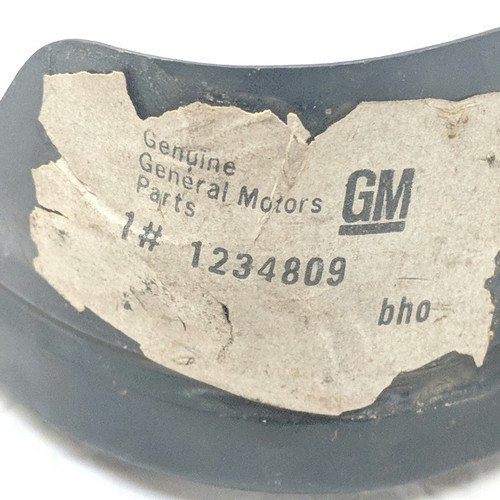 Genuine
General Motors
Parts
GM
1# 1234809
bho